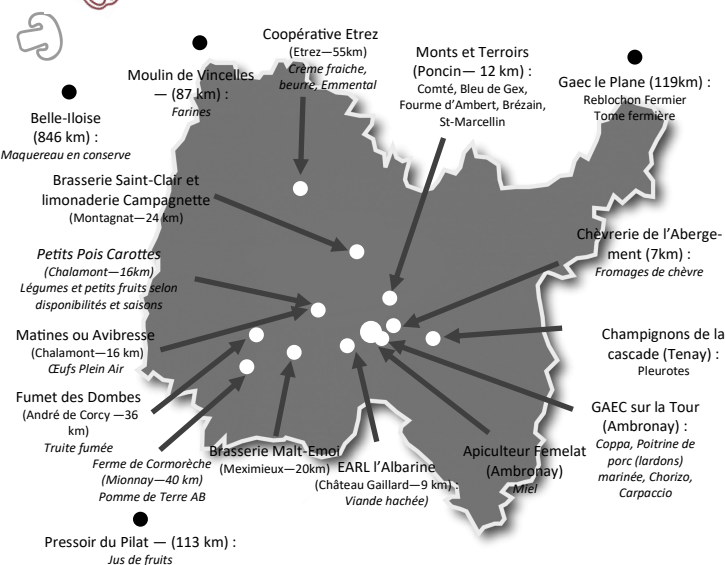 Coopérative Etrez
(Etrez—55km)
Crème fraiche,
beurre, Emmental
Monts et Terroirs
(Poncin— 12 km) :
Comté, Bleu de Gex,
Fourme d'Ambert, Brézain,
St-Marcellin
Moulin de Vincelles
— (87 km) :
Farines
Gaec le Plane (119km) :
Reblochon Fermier
Tome fermière
Belle-Iloise
(846 km) :
Maquereau en conserve
Brasserie Saint-Clair et
limonaderie Campagnette
(Montagnat—24 km)
Chèvrerie de l'Aberge-
ment (7km) :
Fromages de chèvre
Petits Pois Carottes
(Chalamont—16km)
Légumes et petits fruits selon
disponibilités et saisons
Matines ou Avibresse
(Chalamont—16 km)
Œufs Plein Air
Champignons de la
cascade (Tenay) :
Pleurotes
Fumet des Dombes
(André de Corcy —36
km)
Truite fumée
GAEC sur la Tour
(Ambronay) :
Coppa, Poitrine de
porc (lardons)
marinée, Chorizo,
Carpaccio
Ferme de Cormorèche
(Mionnay—40 km)
Pomme de Terre AB
Brasserie Malt-Emoi
(Meximieux—20km)
EARL l'Albarine
(Château Gaillard—9 km) :
Viande hachée)
Apiculteur Femelat
(Ambronay)
Miel
Pressoir du Pilat — (113 km) :
Jus de fruits